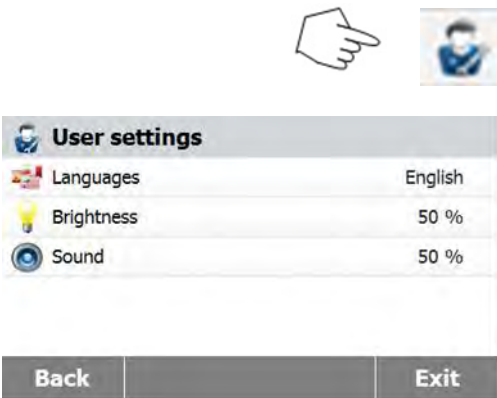 User settings
Languages English
Brightness 50 %
Sound 50 %
Back Exit